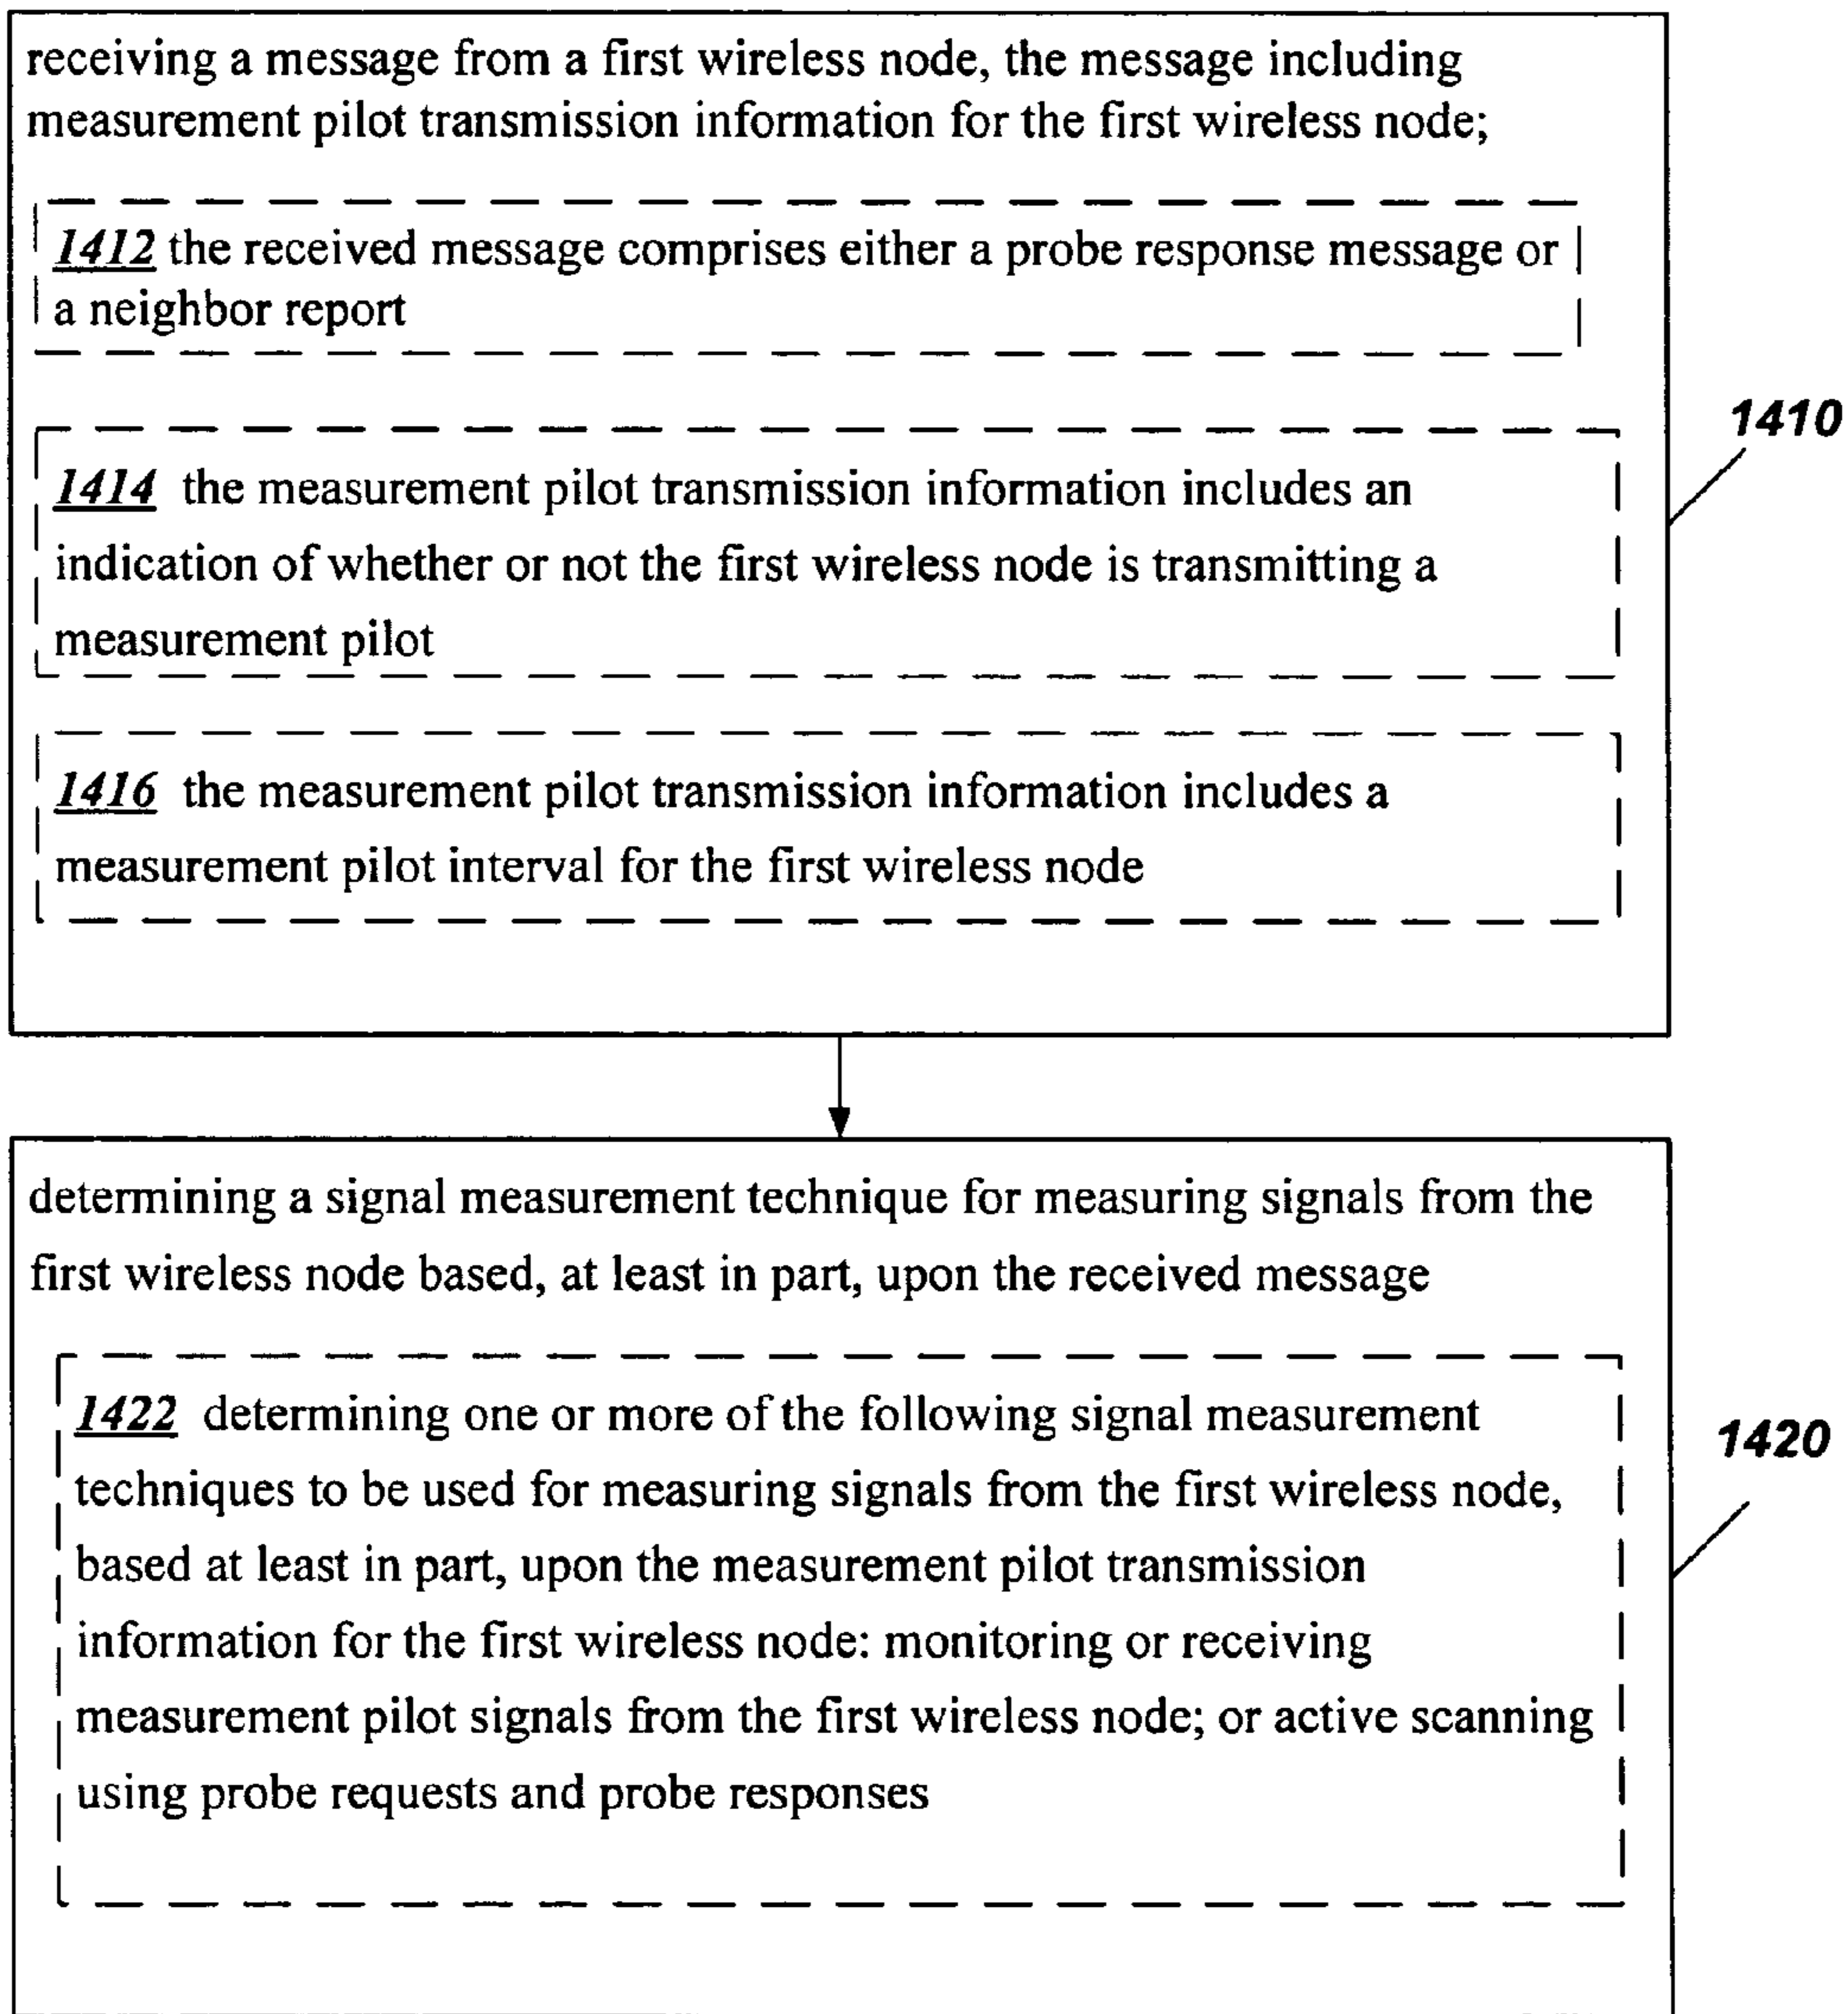 receiving a message from a first wireless node, the message including
measurement pilot transmission information for the first wireless node;
1412 the received message comprises either a probe response message or
a neighbor report
1410
1414 the measurement pilot transmission information includes an
indication of whether or not the first wireless node is transmitting a
measurement pilot
1416 the measurement pilot transmission information includes a
measurement pilot interval for the first wireless node
determining a signal measurement technique for measuring signals from the
first wireless node based, at least in part, upon the received message
1422 determining one or more of the following signal measurement
1420
techniques to be used for measuring signals from the first wireless node,
based at least in part, upon the measurement pilot transmission
information for the first wireless node: monitoring or receiving
measurement pilot signals from the first wireless node; or active scanning
using probe requests and probe responses